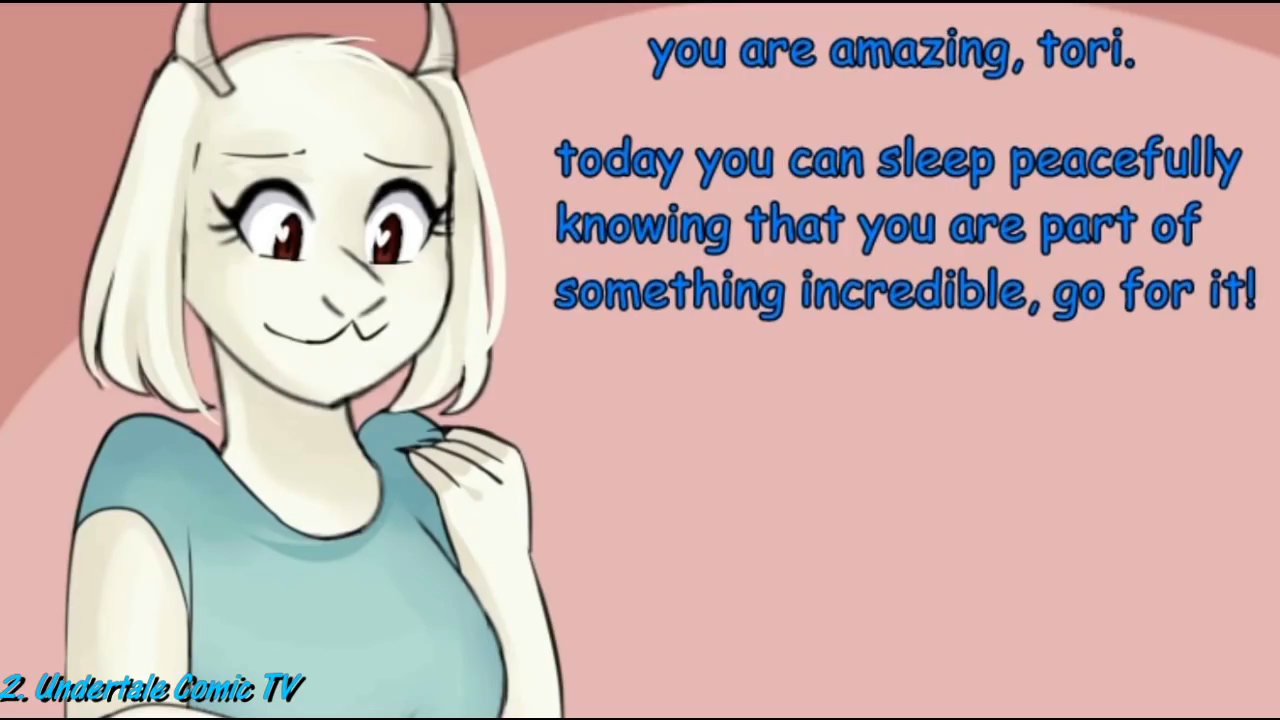 you are amazing, tori.
today you can sleep peacefully
knowing that you are part of
something incredible, go for it!
2. Undertale Comic TV